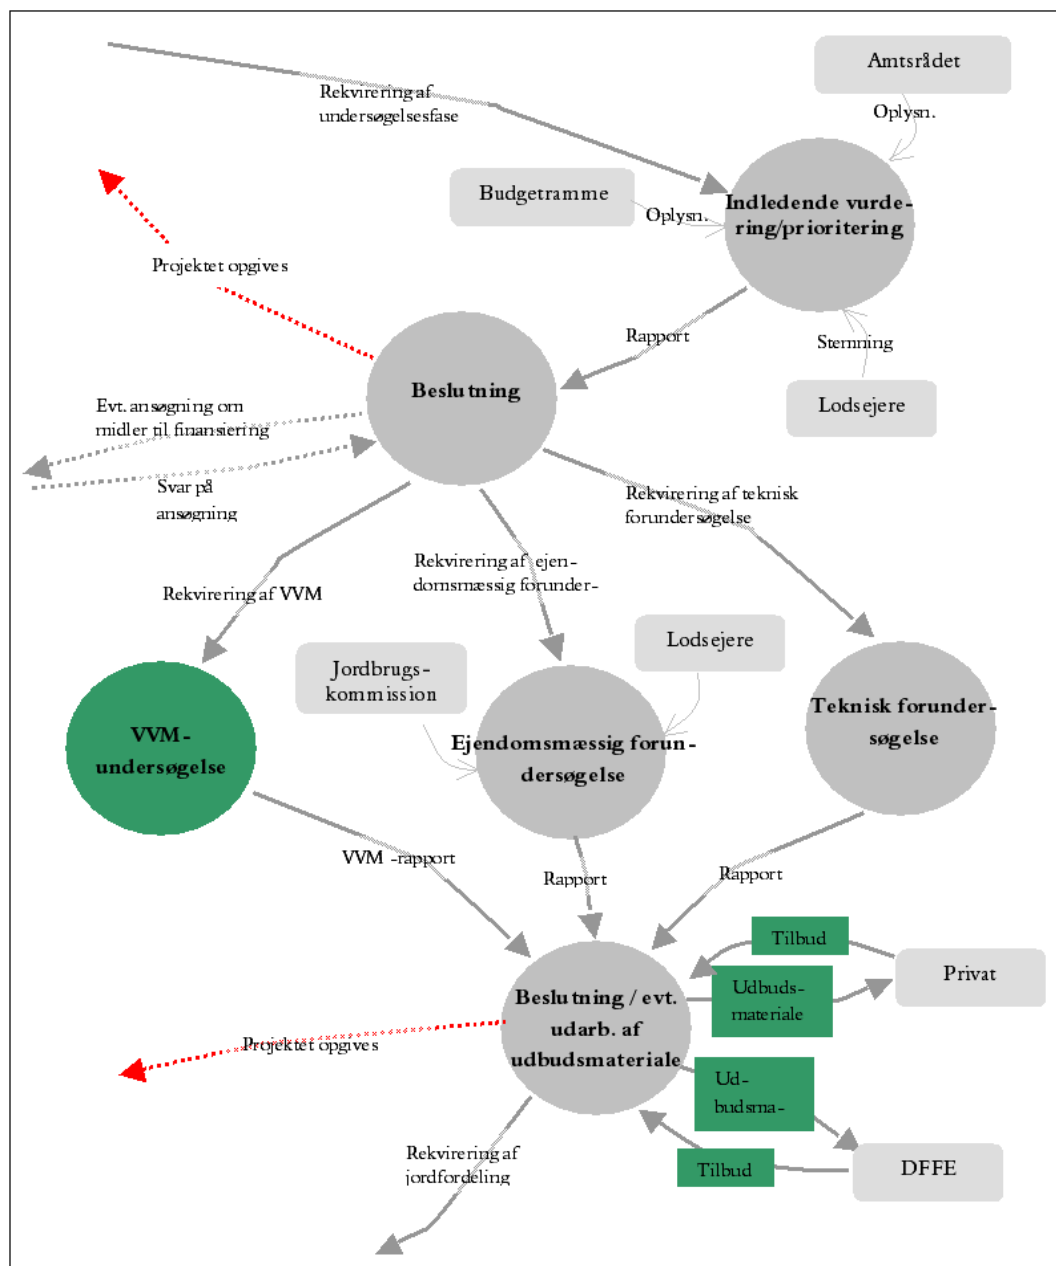 Amtsrådet
Rekvirering af
undersøgelsesfase
Oplysn.
Budgetramme
Oplysn.
Indledende vurde-
ring/prioritering
Projektet opgives
Rapport
Stemning
Beslutning
Lodsejere
Evt. ansøgning om
midler til finansiering
Svar på
ansøgning
Rekvirering af teknisk
forundersøgelse
Rekvirering af ejen-
domsmæssig forunder-
Rekvirering af VVM
Lodsejere
Jordbrugs-
kommission
Teknisk forunder-
søgelse
VVM-
undersøgelse
Ejendomsmæssig forun-
dersøgelse
VVM -rapport
Rapport
Rapport
Tilbud
Privat
Udbuds-
materiale
Beslutning / evt.
udarb. af
udbudsmateriale
Projektet opgives
Ud-
budsma-
Rekvirering af
jordfordeling
Tilbud
DFFE